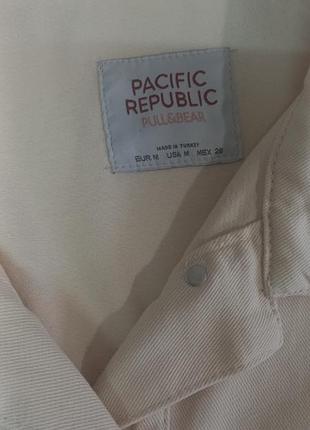 PACIFIC
REPUBLIC
PULL&BEAR
MADE IN TURKEY
EUR M USA M MEX 28